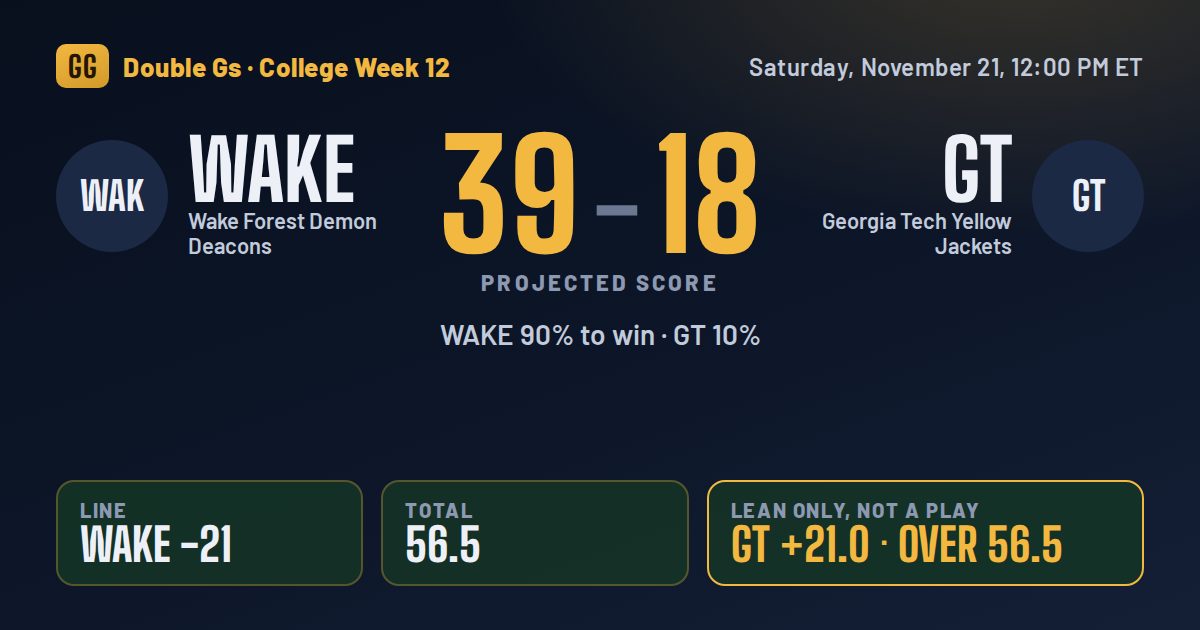 GG
Double Gs · College Week 12
Saturday, November 21, 12:00 PM ET
WAK
WAKE
Wake Forest Demon
Deacons
39 – 18
PROJECTED SCORE
WAKE 90% to win · GT 10%
GT
Georgia Tech Yellow
Jackets
GT
LINE
WAKE −21
TOTAL
56.5
LEAN ONLY, NOT A PLAY
GT +21.0 · OVER 56.5